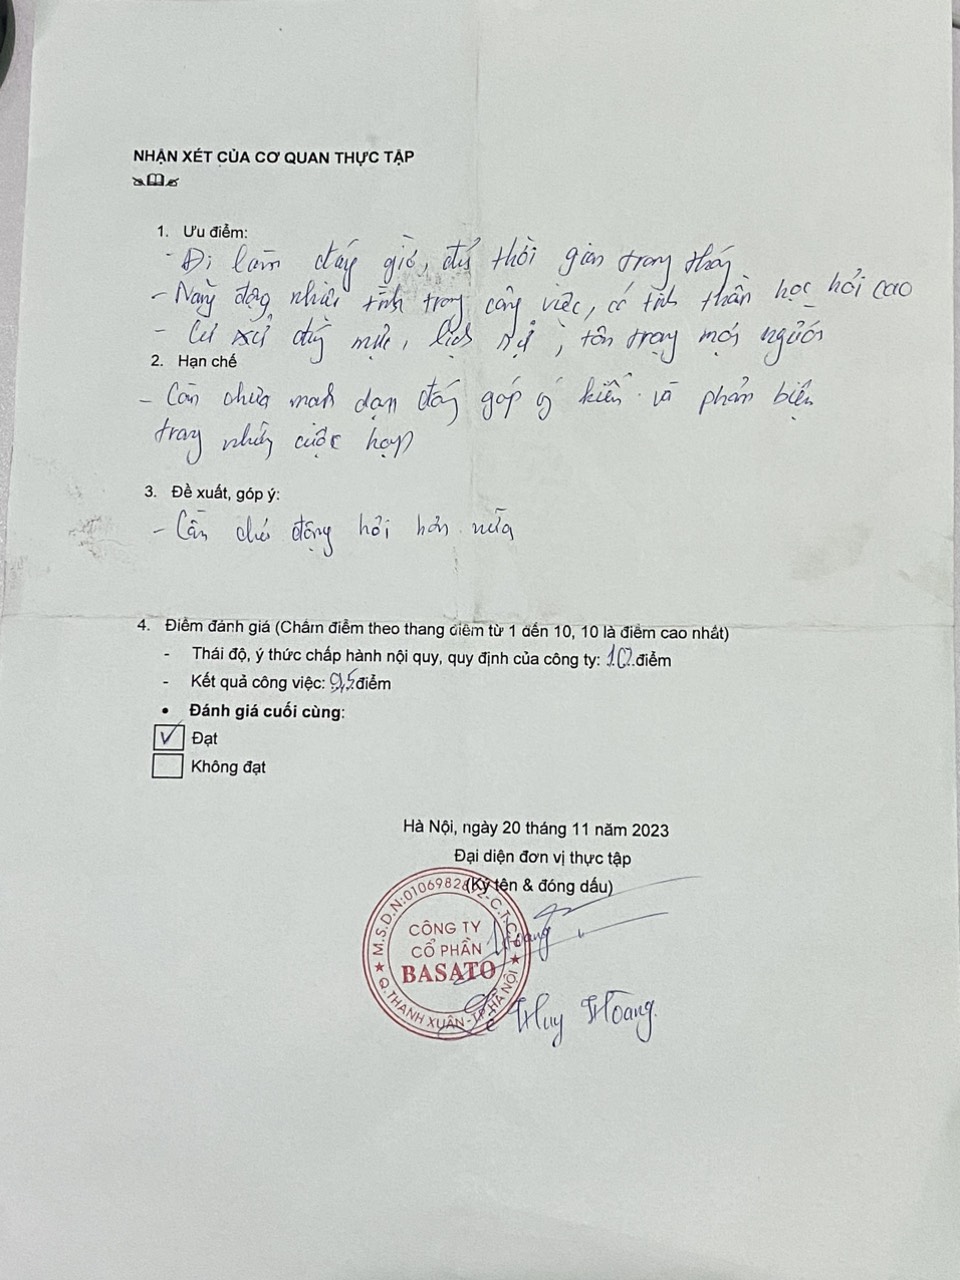 NHẬN XÉT CỦA CƠ QUAN THỰC TẬP
1. Ưu điểm:
- Đi làm đúng giờ, đủ thời gian trong tháng
- Năng động nhiệt tình trong công việc, có tinh thần học hỏi cao
- Cư xử đúng mực, lịch sự, tôn trọng mọi người
2. Hạn chế
- Còn chưa mạnh dạn đóng góp ý kiến và phản biện
trong những cuộc họp
3. Đề xuất, góp ý:
- Cần chủ động hỏi hơn nữa
4. Điểm đánh giá (Chấm điểm theo thang điểm từ 1 đến 10, 10 là điểm cao nhất)
- Thái độ, ý thức chấp hành nội quy, quy định của công ty: 10 điểm
- Kết quả công việc: 9,5 điểm
• Đánh giá cuối cùng:
Đạt
Không đạt
Hà Nội, ngày 20 tháng 11 năm 2023
Đại diện đơn vị thực tập
(Ký tên & đóng dấu)
CÔNG TY
CỔ PHẦN
BASATO
Q.THANH XUÂN-TP.HÀ NỘI
Hoàng
Lê Huy Hoàng.